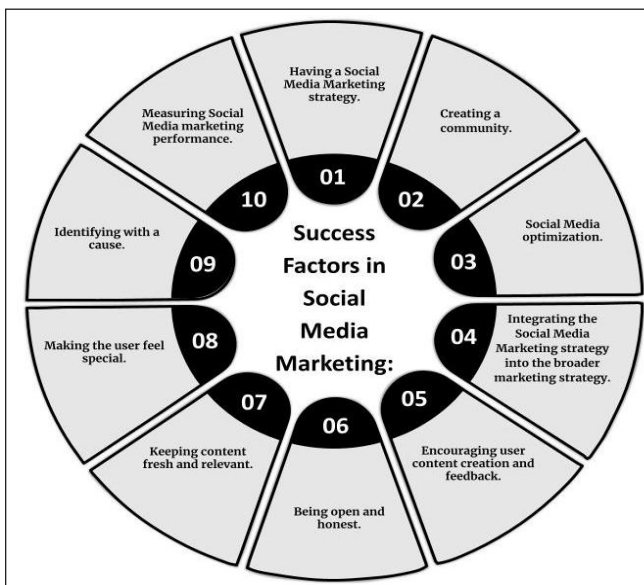 Success
Factors in
Social
Media
Marketing:
01
Having a Social
Media Marketing
strategy.
02
Creating a
community.
03
Social Media
optimization.
04
Integrating the
Social Media
Marketing strategy
into the broader
marketing strategy.
05
Encouraging user
content creation and
feedback.
06
Being open and
honest.
07
Keeping content
fresh and relevant.
08
Making the user feel
special.
09
Identifying with a
cause.
10
Measuring Social
Media marketing
performance.